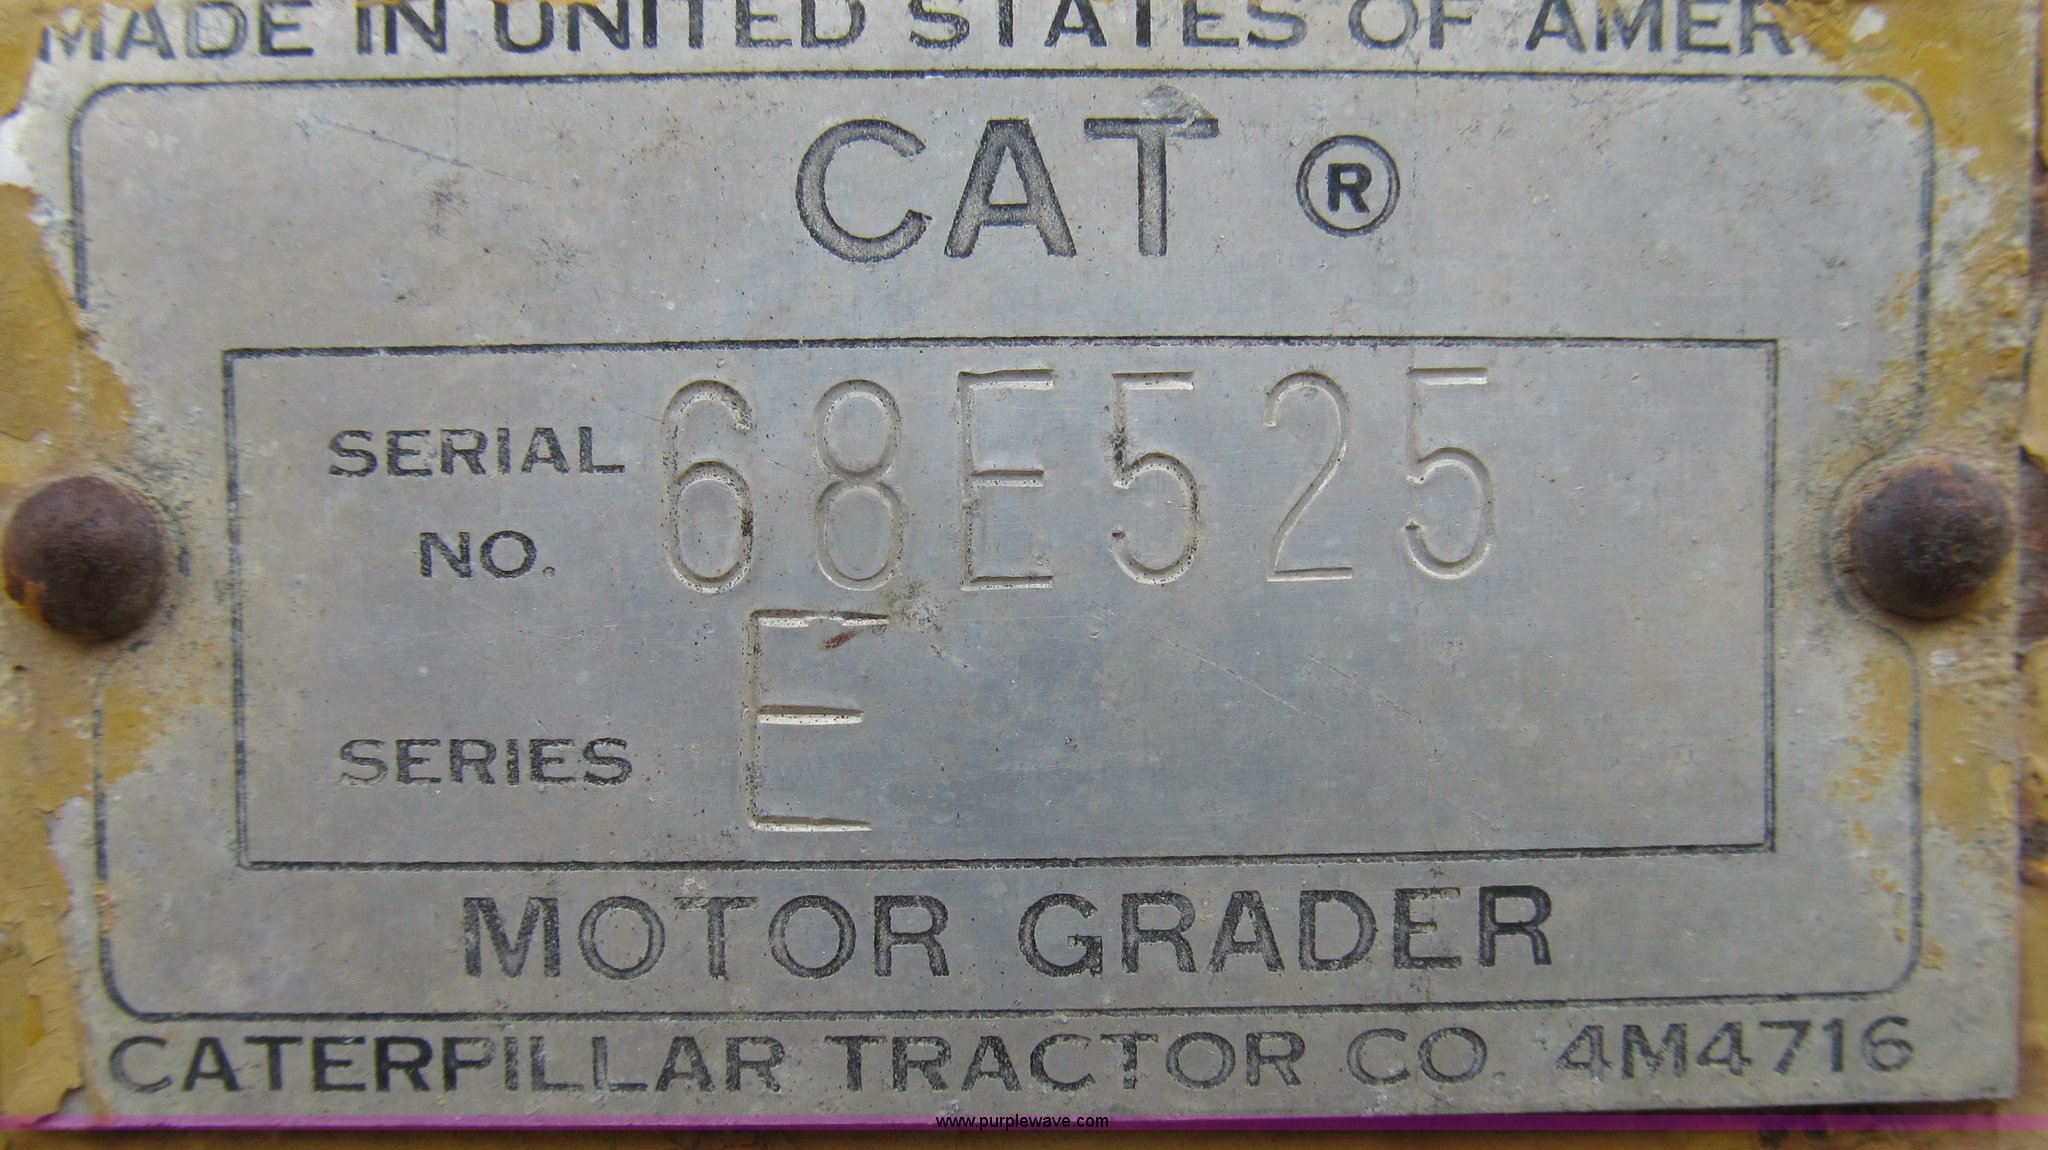 MADE IN UNITED STATES OF AMER
CAT ®
SERIAL NO. 68E525
SERIES E
MOTOR GRADER
CATERPILLAR TRACTOR CO. 4M4716
www.purplewave.com